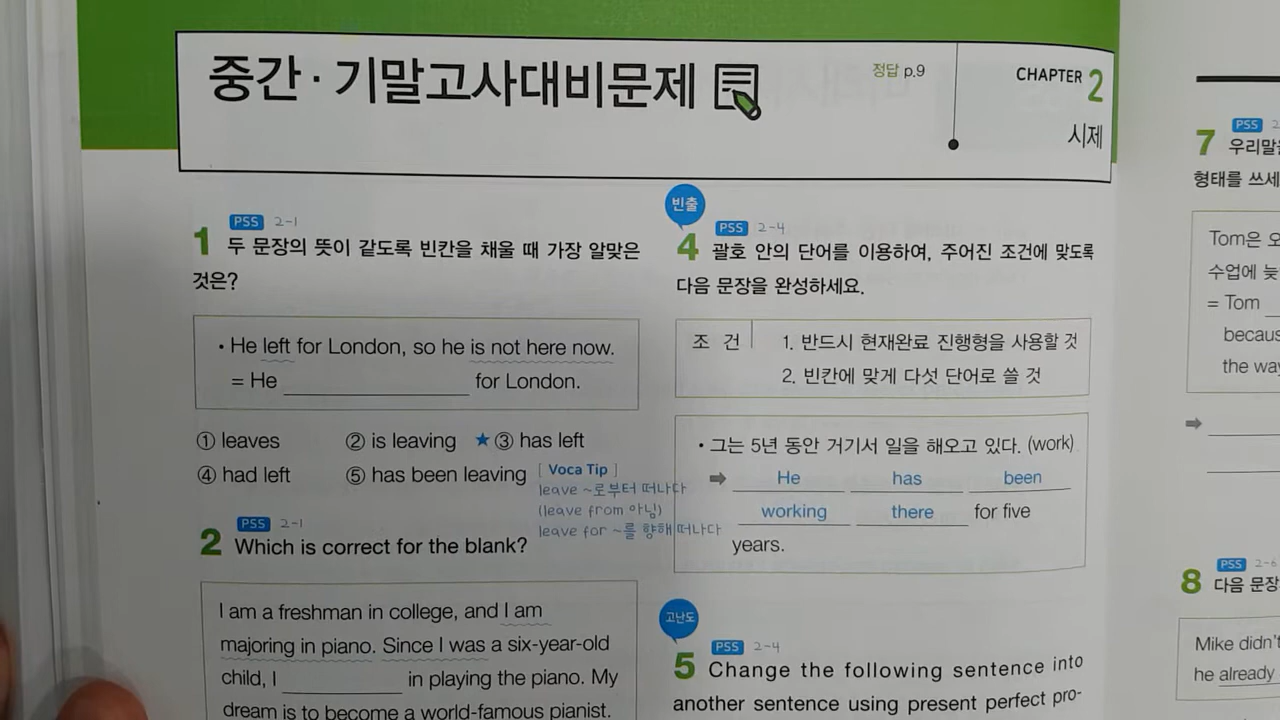 중간·기말고사대비문제
정답 p.9
CHAPTER 2
시제
PSS 2-1
1 두 문장의 뜻이 같도록 빈칸을 채울 때 가장 알맞은
것은?
• He left for London, so he is not here now.
= He ____________ for London.
① leaves ② is leaving ★③ has left
④ had left ⑤ has been leaving
[ Voca Tip ]
leave ~로부터 떠나다
(leave from 아님)
leave for ~를 향해 떠나다
PSS 2-1
2 Which is correct for the blank?
I am a freshman in college, and I am
majoring in piano. Since I was a six-year-old
child, I ____________ in playing the piano. My
dream is to become a world-famous pianist.
빈출
PSS 2-4
4 괄호 안의 단어를 이용하여, 주어진 조건에 맞도록
다음 문장을 완성하세요.
조 건 1. 반드시 현재완료 진행형을 사용할 것
2. 빈칸에 맞게 다섯 단어로 쓸 것
• 그는 5년 동안 거기서 일을 해오고 있다. (work)
➡ He has been
working there for five
years.
고난도
PSS 2-4
5 Change the following sentence into
another sentence using present perfect pro-
PSS 2
7 우리말을
형태를 쓰세
Tom은 오
수업에 늦
= Tom
becaus
the way
➡
PSS 2-6
8 다음 문장
Mike didn't
he already